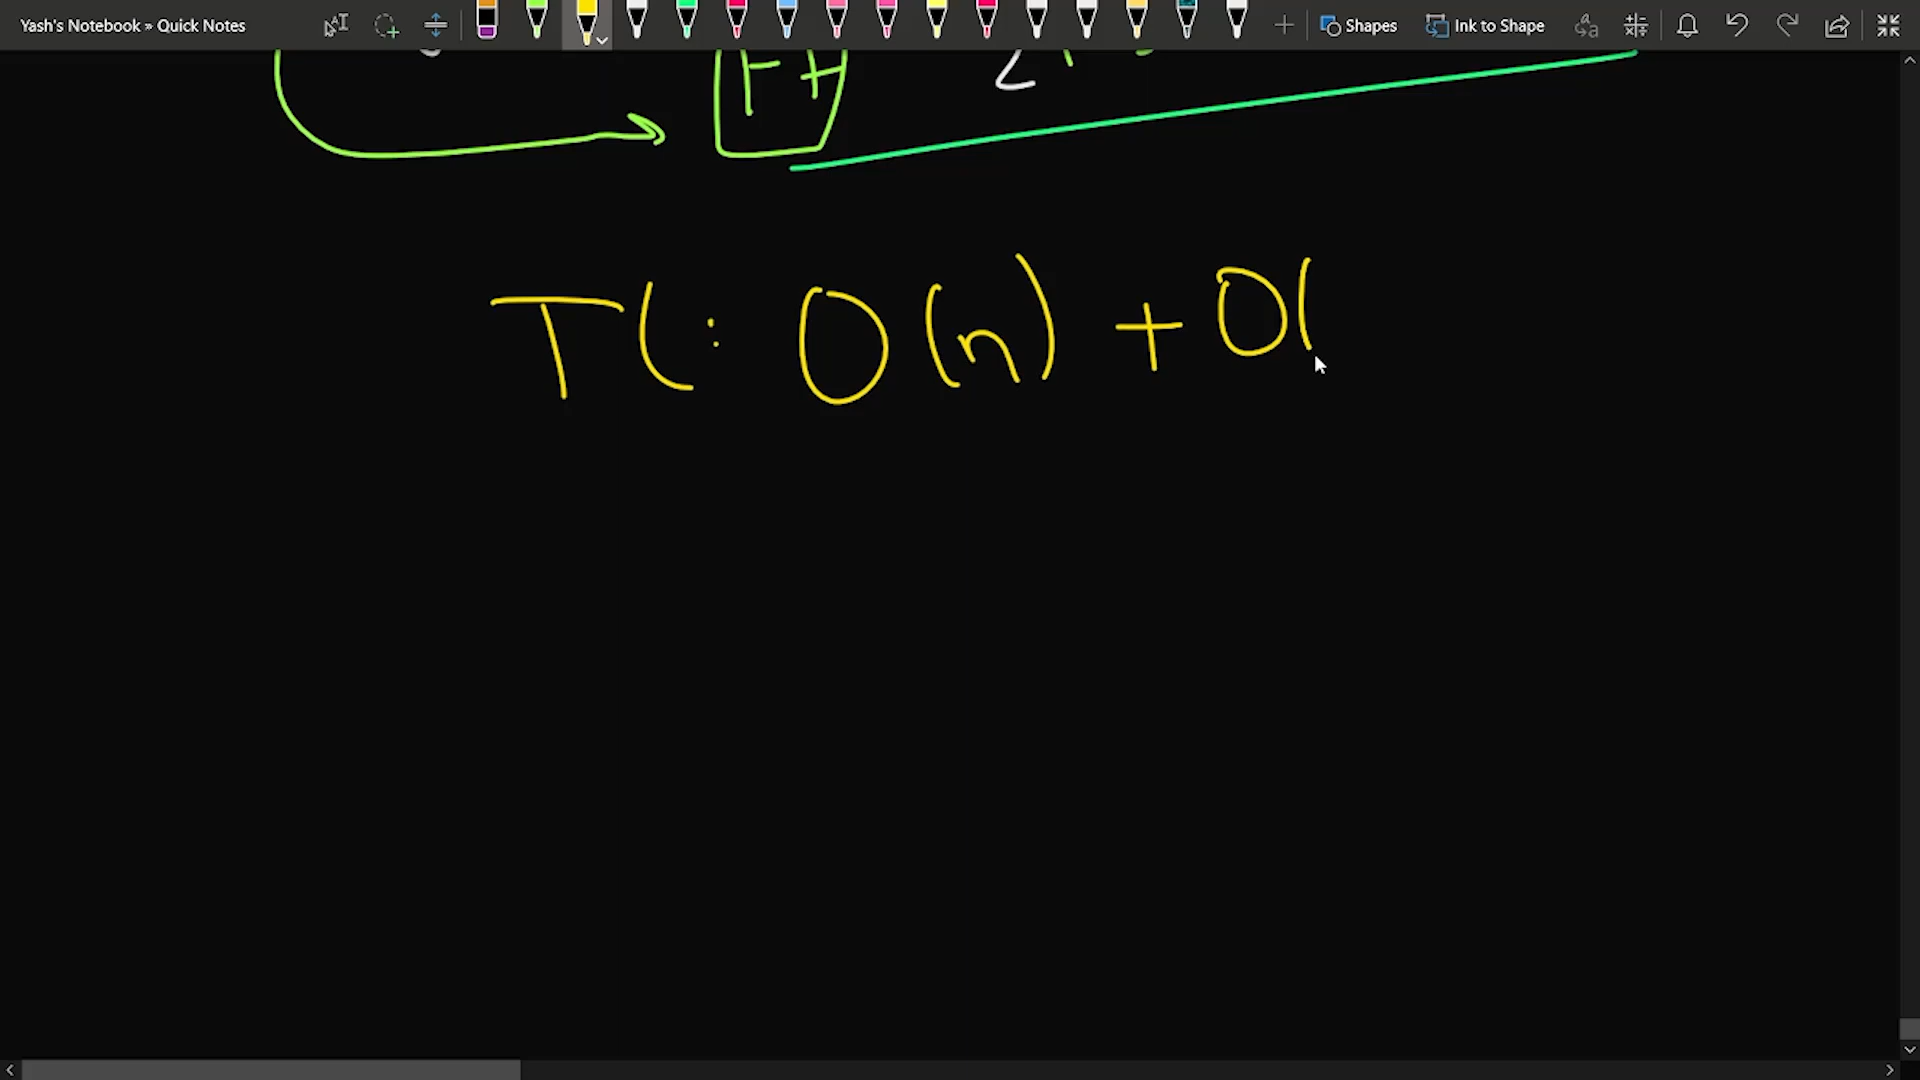 Yash's Notebook » Quick Notes Shapes Ink to Shape
TC: O(n) + O(